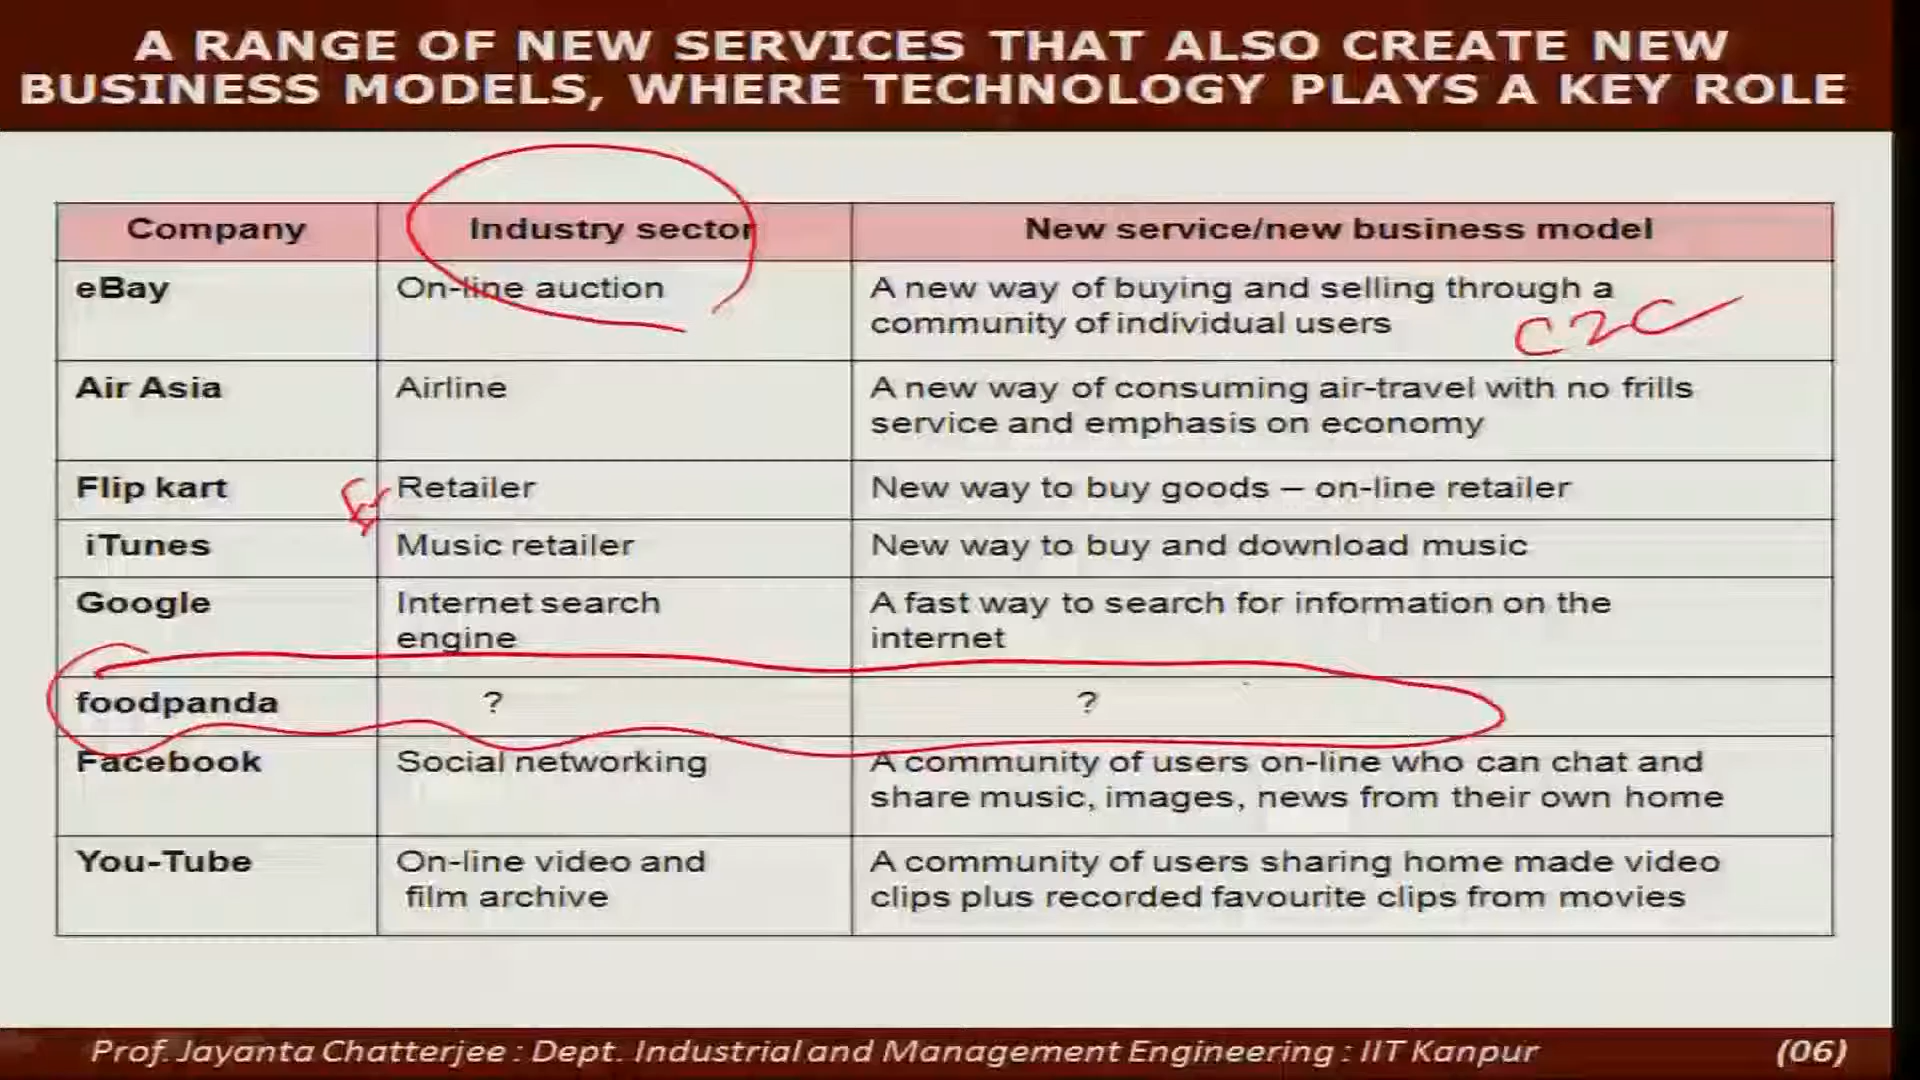 A RANGE OF NEW SERVICES THAT ALSO CREATE NEW
BUSINESS MODELS, WHERE TECHNOLOGY PLAYS A KEY ROLE
Company Industry sector New service/new business model
eBay On-line auction A new way of buying and selling through a
community of individual users C2C
Air Asia Airline A new way of consuming air-travel with no frills
service and emphasis on economy
Flip kart Retailer New way to buy goods – on-line retailer
iTunes Music retailer New way to buy and download music
Google Internet search A fast way to search for information on the
engine internet
foodpanda ? ?
Facebook Social networking A community of users on-line who can chat and
share music, images, news from their own home
You-Tube On-line video and A community of users sharing home made video
film archive clips plus recorded favourite clips from movies
Prof. Jayanta Chatterjee : Dept. Industrial and Management Engineering : IIT Kanpur (06)